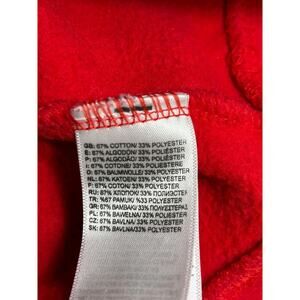 GB: 67% COTTON/ 33% POLYESTER
E: 67% ALGODON/ 33% POLIÉSTER
P: 67% ALGODÃO/ 33% POLIESTER
I: 67% COTONE/ 33% POLIESTERE
D: 67% BAUMWOLLE/ 33% POLYESTER
NL: 67% KATOEN/ 33% POLYESTER
F: 67% COTON/ 33% POLYESTER
RU: 67% ХЛОПОК/ 33% ПОЛИЭСТЕР
TR: %67 PAMUK/ %33 POLYESTER
GR: 67% BAMBAKI/ 33% ΠΟΛΥΕΣΤΕΡΑΣ
PL: 67% BAWEŁNA/ 33% POLYESTER
CZ: 67% BAVLNA/ 33% POLYESTER
SK: 67% BAVLNA/ 33% POLYESTER